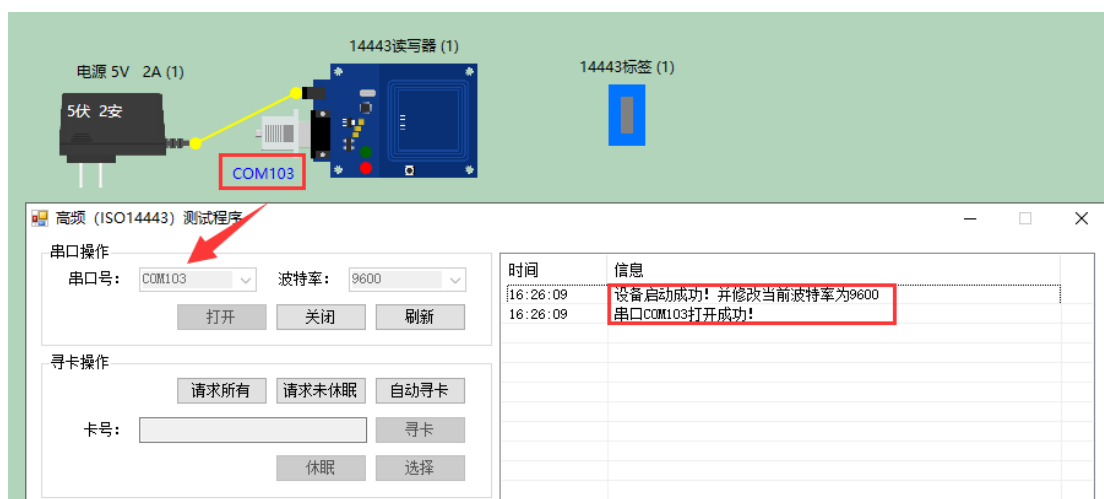 14443读写器 (1)
电源 5V 2A (1)
14443标签 (1)
5伏 2安
COM103
高频（ISO14443）测试程序
串口操作
串口号： COM103 波特率： 9600
打开 关闭 刷新
寻卡操作
请求所有 请求未休眠 自动寻卡
卡号： 寻卡
休眠 选择
时间 信息
16:26:09 设备启动成功！并修改当前波特率为9600
16:26:09 串口COM103打开成功！